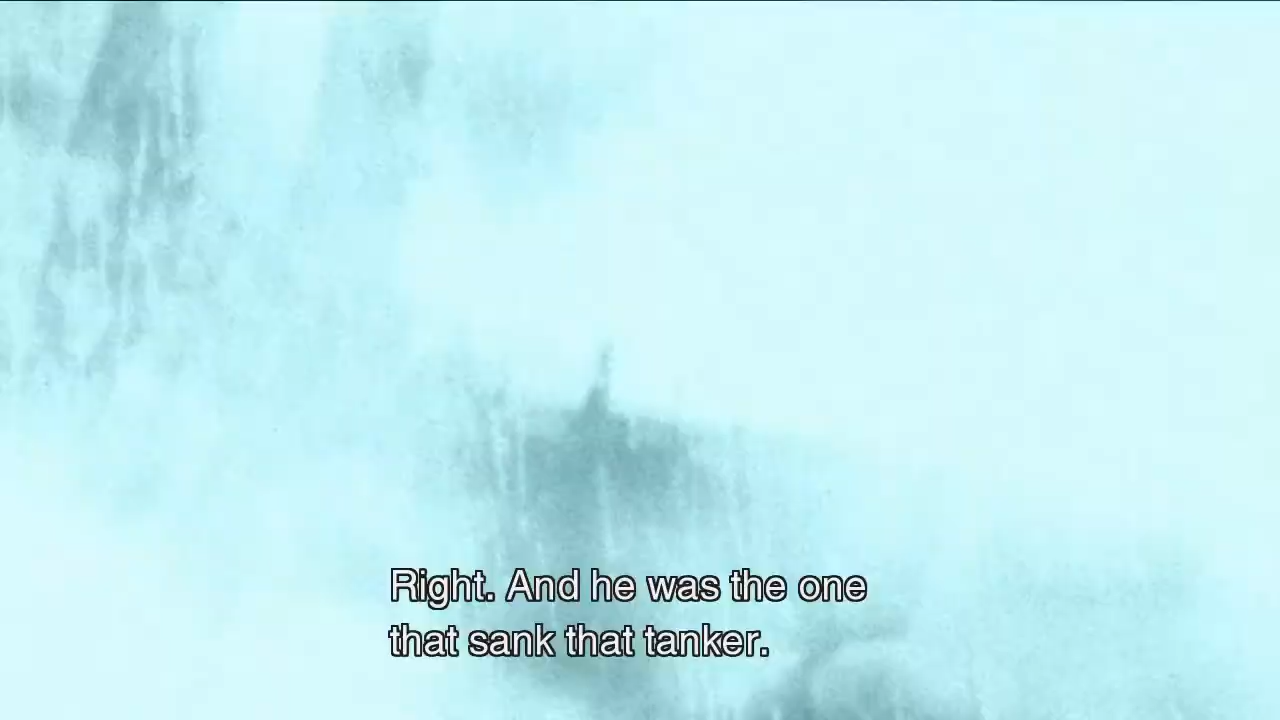 Right. And he was the one
that sank that tanker.